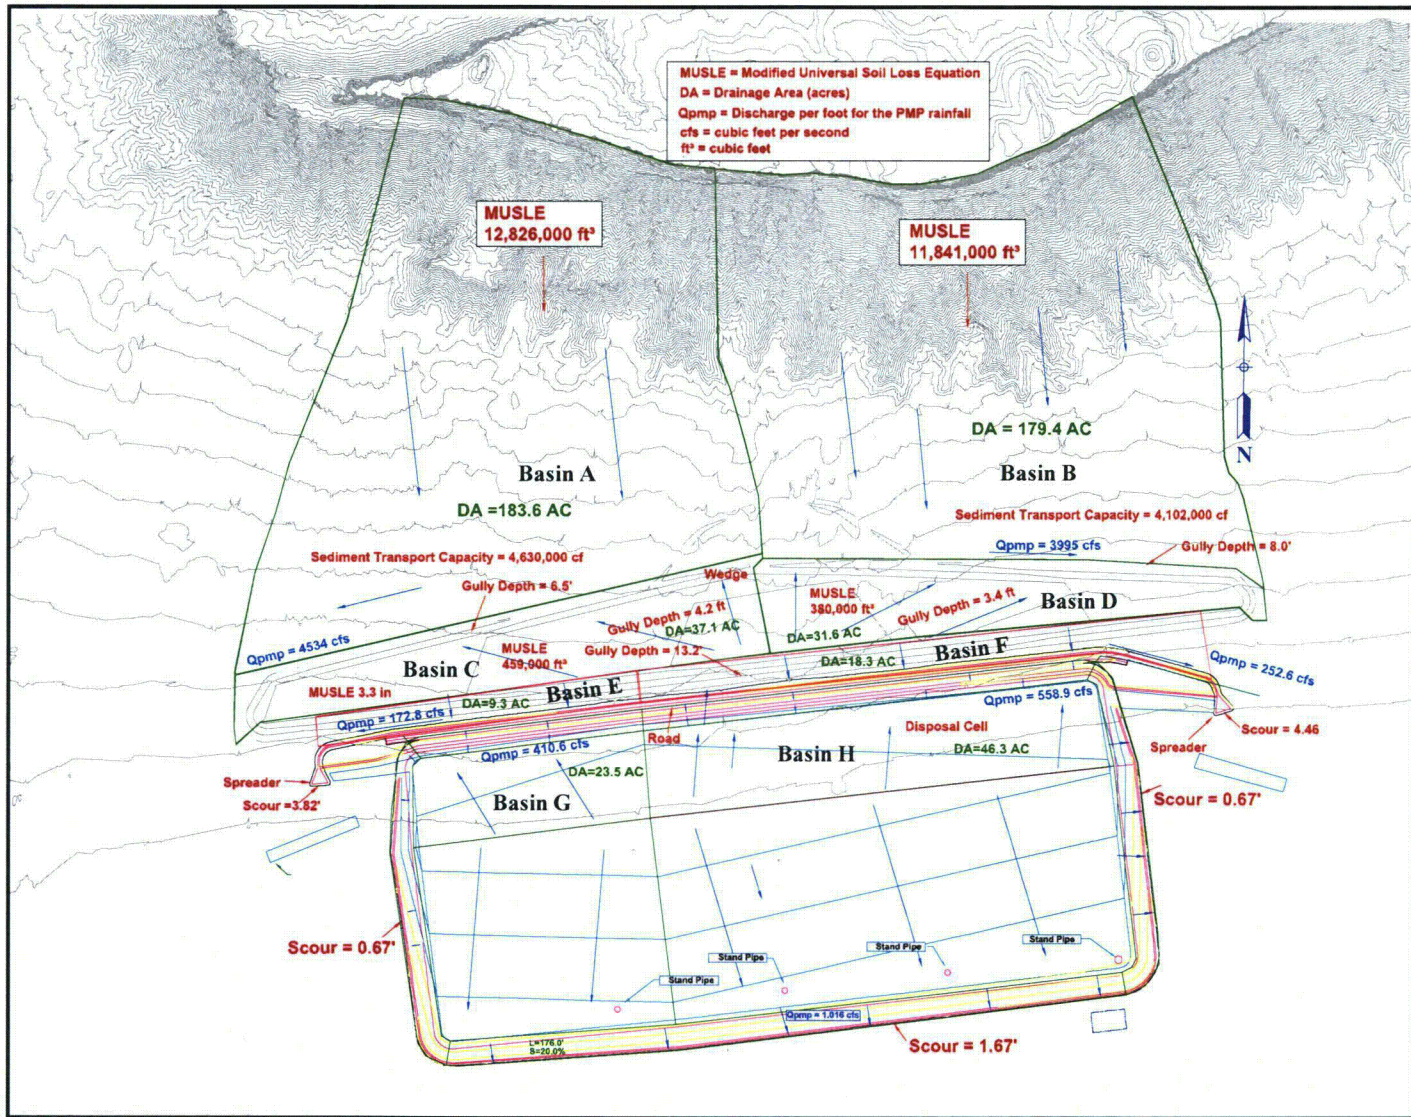 MUSLE = Modified Universal Soil Loss Equation
DA = Drainage Area (acres)
Qpmp = Discharge per foot for the PMP rainfall
cfs = cubic feet per second
ft³ = cubic feet
MUSLE
12,826,000 ft³
MUSLE
11,841,000 ft³
N
DA = 179.4 AC
Basin A
Basin B
DA =183.6 AC
Sediment Transport Capacity = 4,102,000 cf
Qpmp = 3995 cfs
Gully Depth = 8.0'
Sediment Transport Capacity = 4,630,000 cf
Gully Depth = 6.5'
Wedge
MUSLE
380,000 ft³
Gully Depth = 3.4 ft
Basin D
Gully Depth = 4.2 ft
DA=37.1 AC
DA=31.6 AC
Qpmp = 4534 cfs
MUSLE
459,000 ft³
Gully Depth = 13.2'
DA=18.3 AC
Basin F
Basin C
Qpmp = 252.6 cfs
MUSLE 3.3 in
Basin E
DA=9.3 AC
Qpmp = 558.9 cfs
Qpmp = 172.8 cfs
Road
Disposal Cell
Scour = 4.46
Qpmp = 410.6 cfs
Basin H
DA=46.3 AC
Spreader
Spreader
DA=23.5 AC
Scour =3.82'
Basin G
Scour = 0.67'
Scour = 0.67'
Stand Pipe
Stand Pipe
Stand Pipe
Stand Pipe
Qpmp = 1.016 cfs
L=176.0'
S=20.0%
Scour = 1.67'